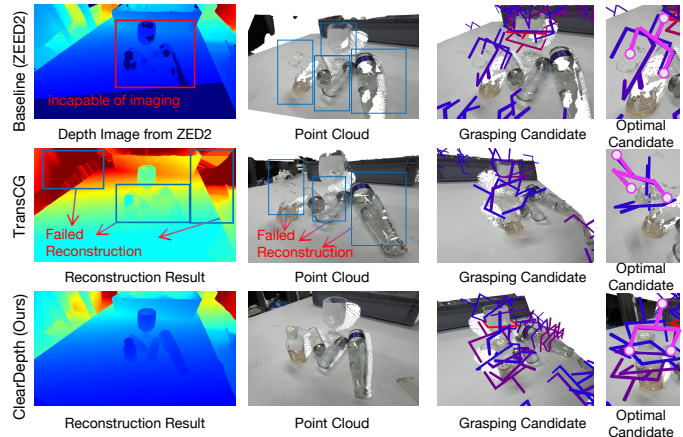 Baseline (ZEED2)
incapable of imaging
Depth Image from ZED2
Point Cloud
Grasping Candidate
Optimal
Candidate
TransCG
Failed
Reconstruction
Failed
Reconstruction
Reconstruction Result
Point Cloud
Grasping Candidate
Optimal
Candidate
ClearDepth (Ours)
Reconstruction Result
Point Cloud
Grasping Candidate
Optimal
Candidate